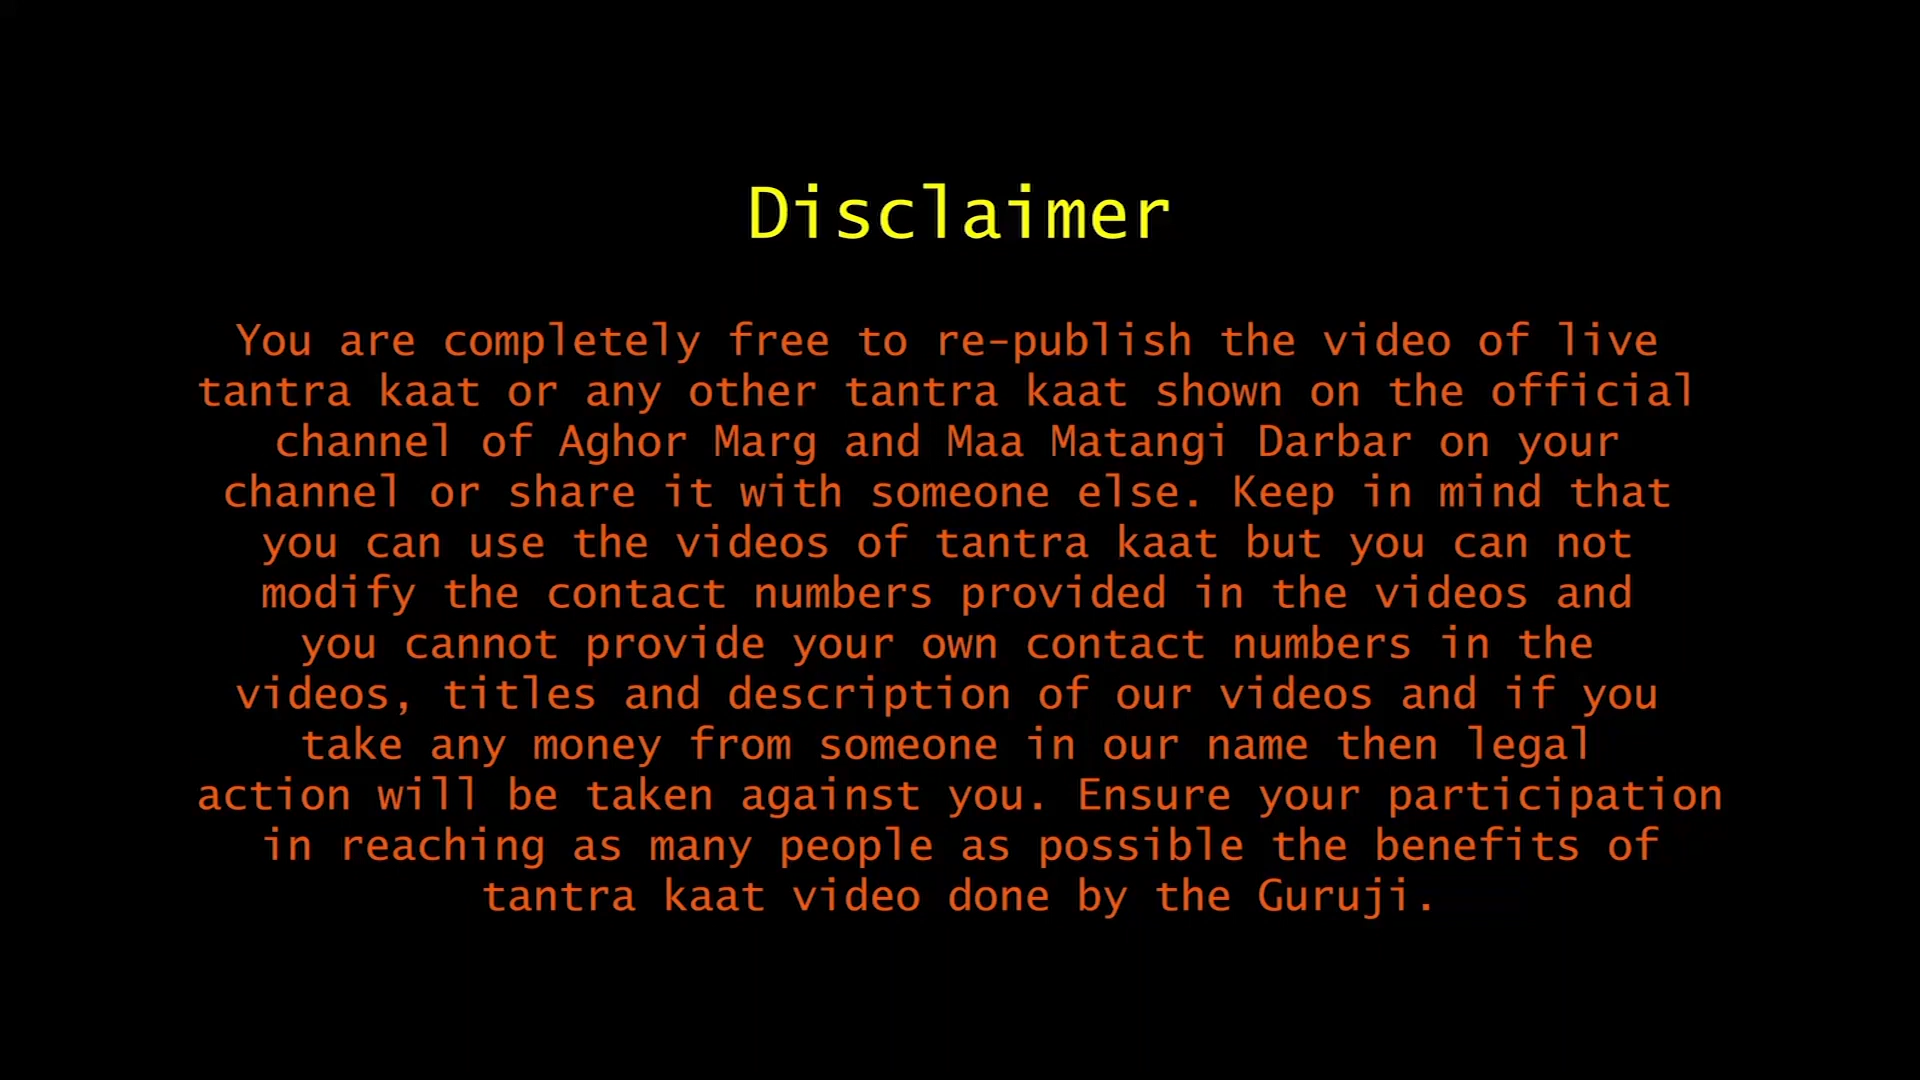 Disclaimer
You are completely free to re-publish the video of live
tantra kaat or any other tantra kaat shown on the official
channel of Aghor Marg and Maa Matangi Darbar on your
channel or share it with someone else. Keep in mind that
you can use the videos of tantra kaat but you can not
modify the contact numbers provided in the videos and
you cannot provide your own contact numbers in the
videos, titles and description of our videos and if you
take any money from someone in our name then legal
action will be taken against you. Ensure your participation
in reaching as many people as possible the benefits of
tantra kaat video done by the Guruji.